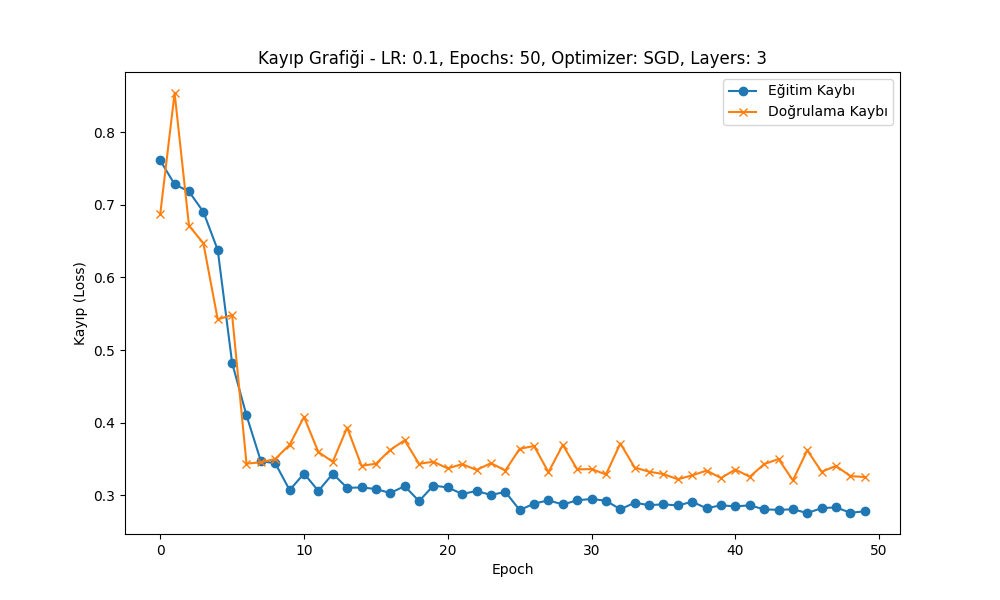 Kayıp Grafiği - LR: 0.1, Epochs: 50, Optimizer: SGD, Layers: 3
Eğitim Kaybı
Doğrulama Kaybı
Kayıp (Loss)
0.8
0.7
0.6
0.5
0.4
0.3
0 10 20 30 40 50
Epoch